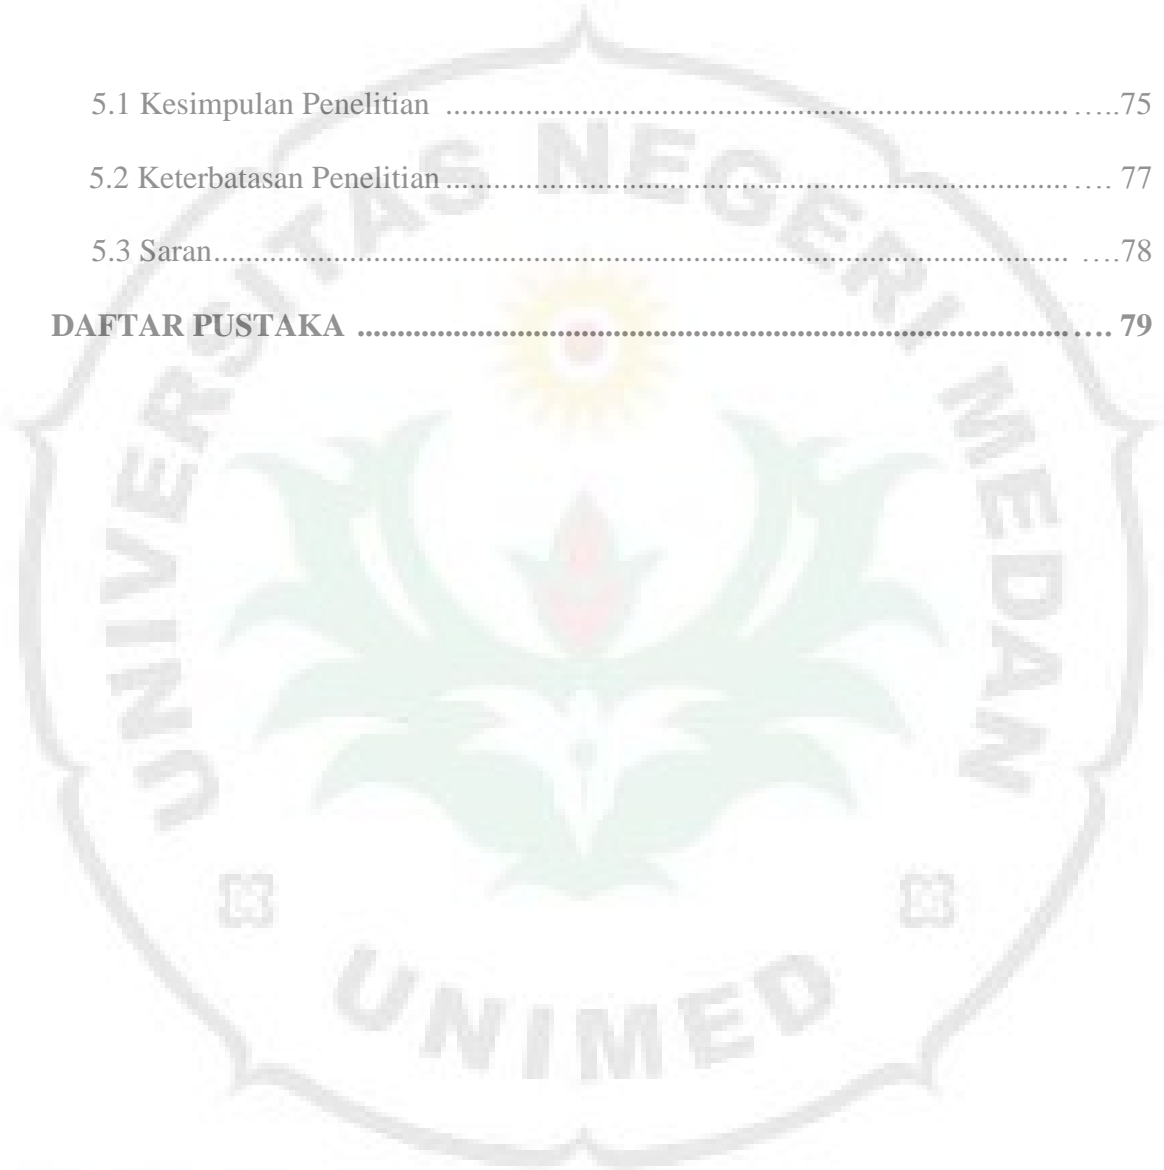 5.1 Kesimpulan Penelitian ..................................................................................75
5.2 Keterbatasan Penelitian .................................................................................. 77
5.3 Saran..................................................................................................................78
DAFTAR PUSTAKA ................................................................................................ 79
UNIVERSITAS NEGERI MEDAN
UNIMED